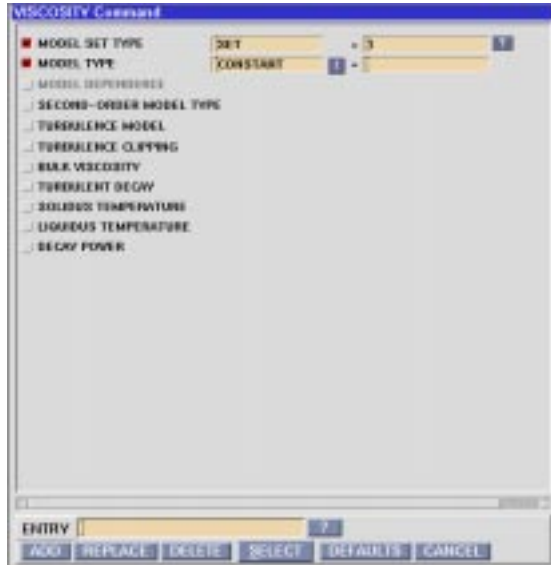 VISCOSITY Command
MODEL SET TYPE SET = 3 ?
MODEL TYPE CONSTANT = 
MODEL DEPENDENCE
SECOND-ORDER MODEL TYPE
TURBULENCE MODEL
TURBULENCE CLIPPING
BULK VISCOSITY
TURBULENT DECAY
SOLIDUS TEMPERATURE
LIQUIDUS TEMPERATURE
DECAY POWER
ENTRY ?
ADD REPLACE DELETE SELECT DEFAULTS CANCEL